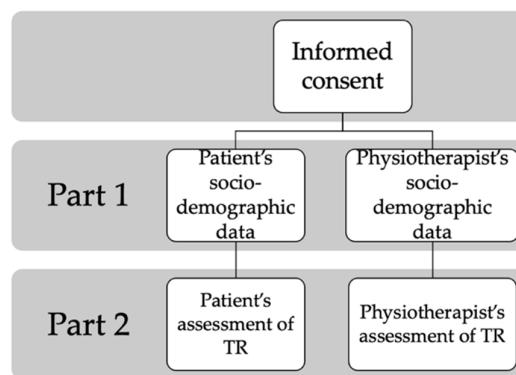 Informed
consent
Part 1
Patient's
socio-
demographic
data
Physiotherapist's
socio-
demographic
data
Part 2
Patient's
assessment of
TR
Physiotherapist's
assessment of TR